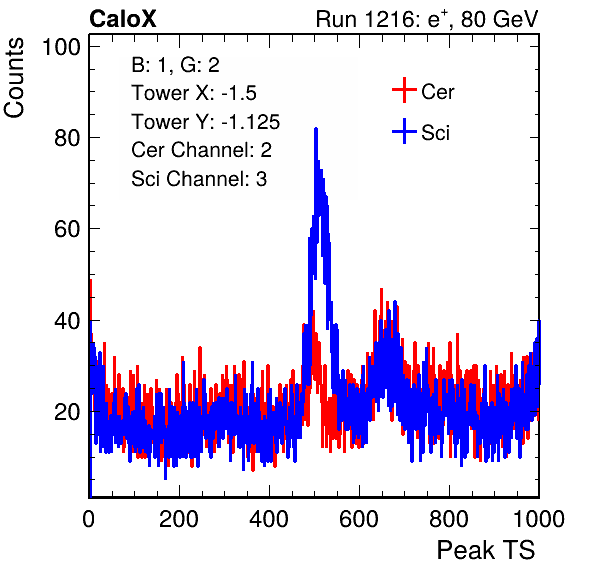 CaloX Run 1216: e⁺, 80 GeV
Counts
B: 1, G: 2
Tower X: -1.5
Tower Y: -1.125
Cer Channel: 2
Sci Channel: 3
Cer
Sci
100
80
60
40
20
0 200 400 600 800 1000
Peak TS